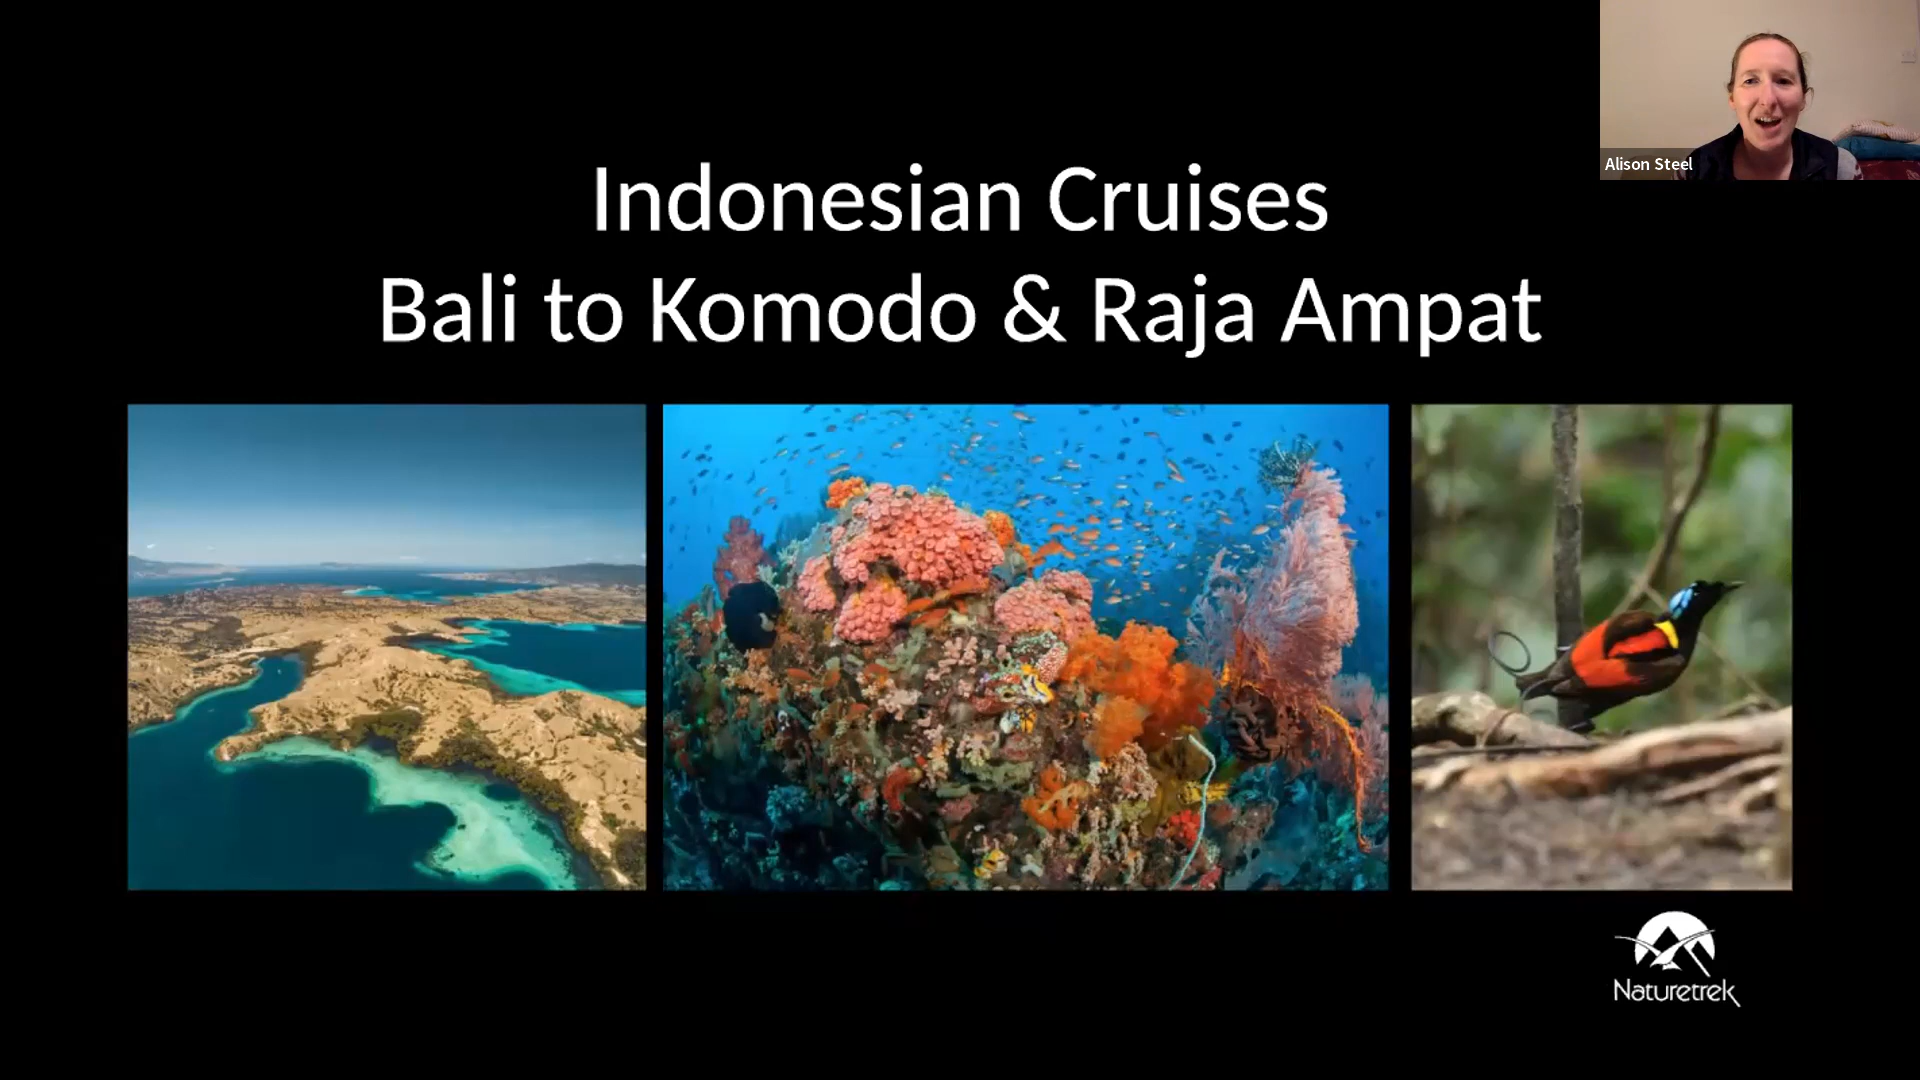 Indonesian Cruises
Bali to Komodo & Raja Ampat
Alison Steel
Naturetrek